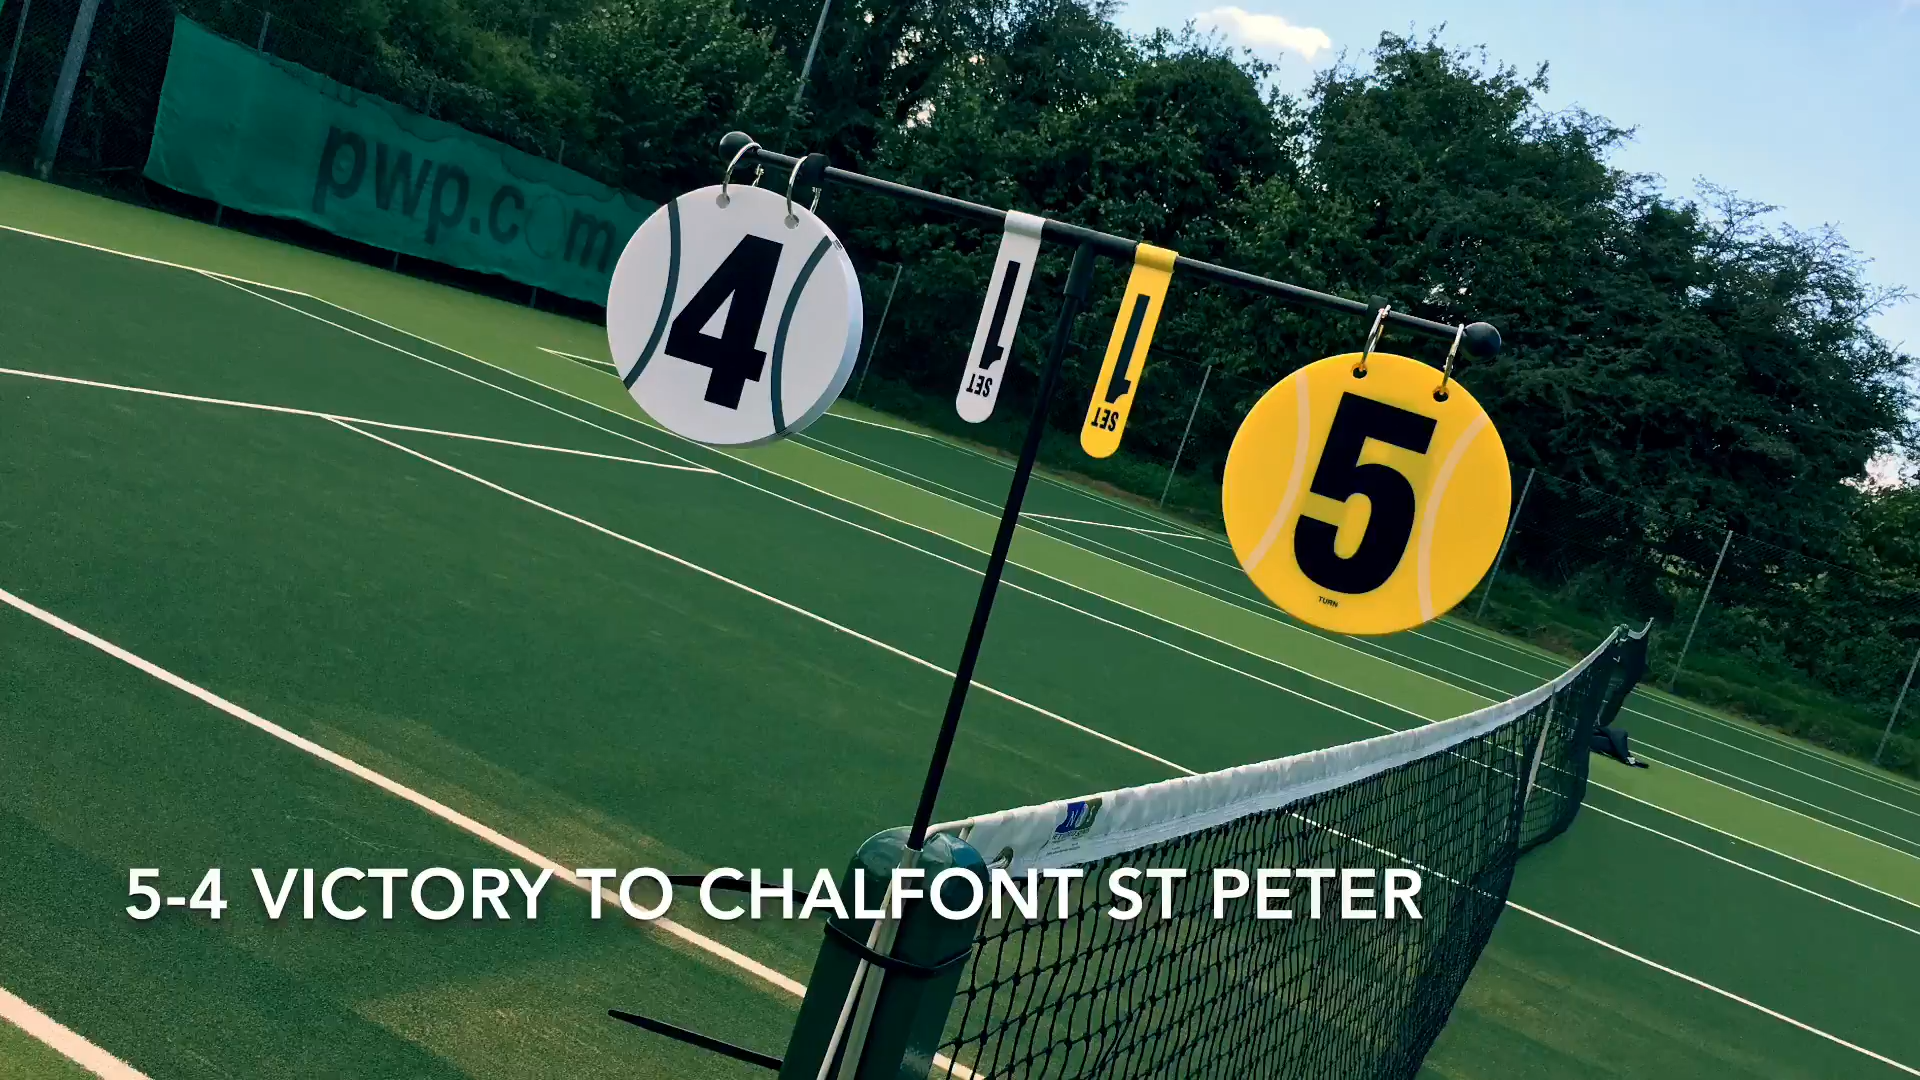 pwp.com
4
1
SET
1
SET
5
TURN
5-4 VICTORY TO CHALFONT ST PETER